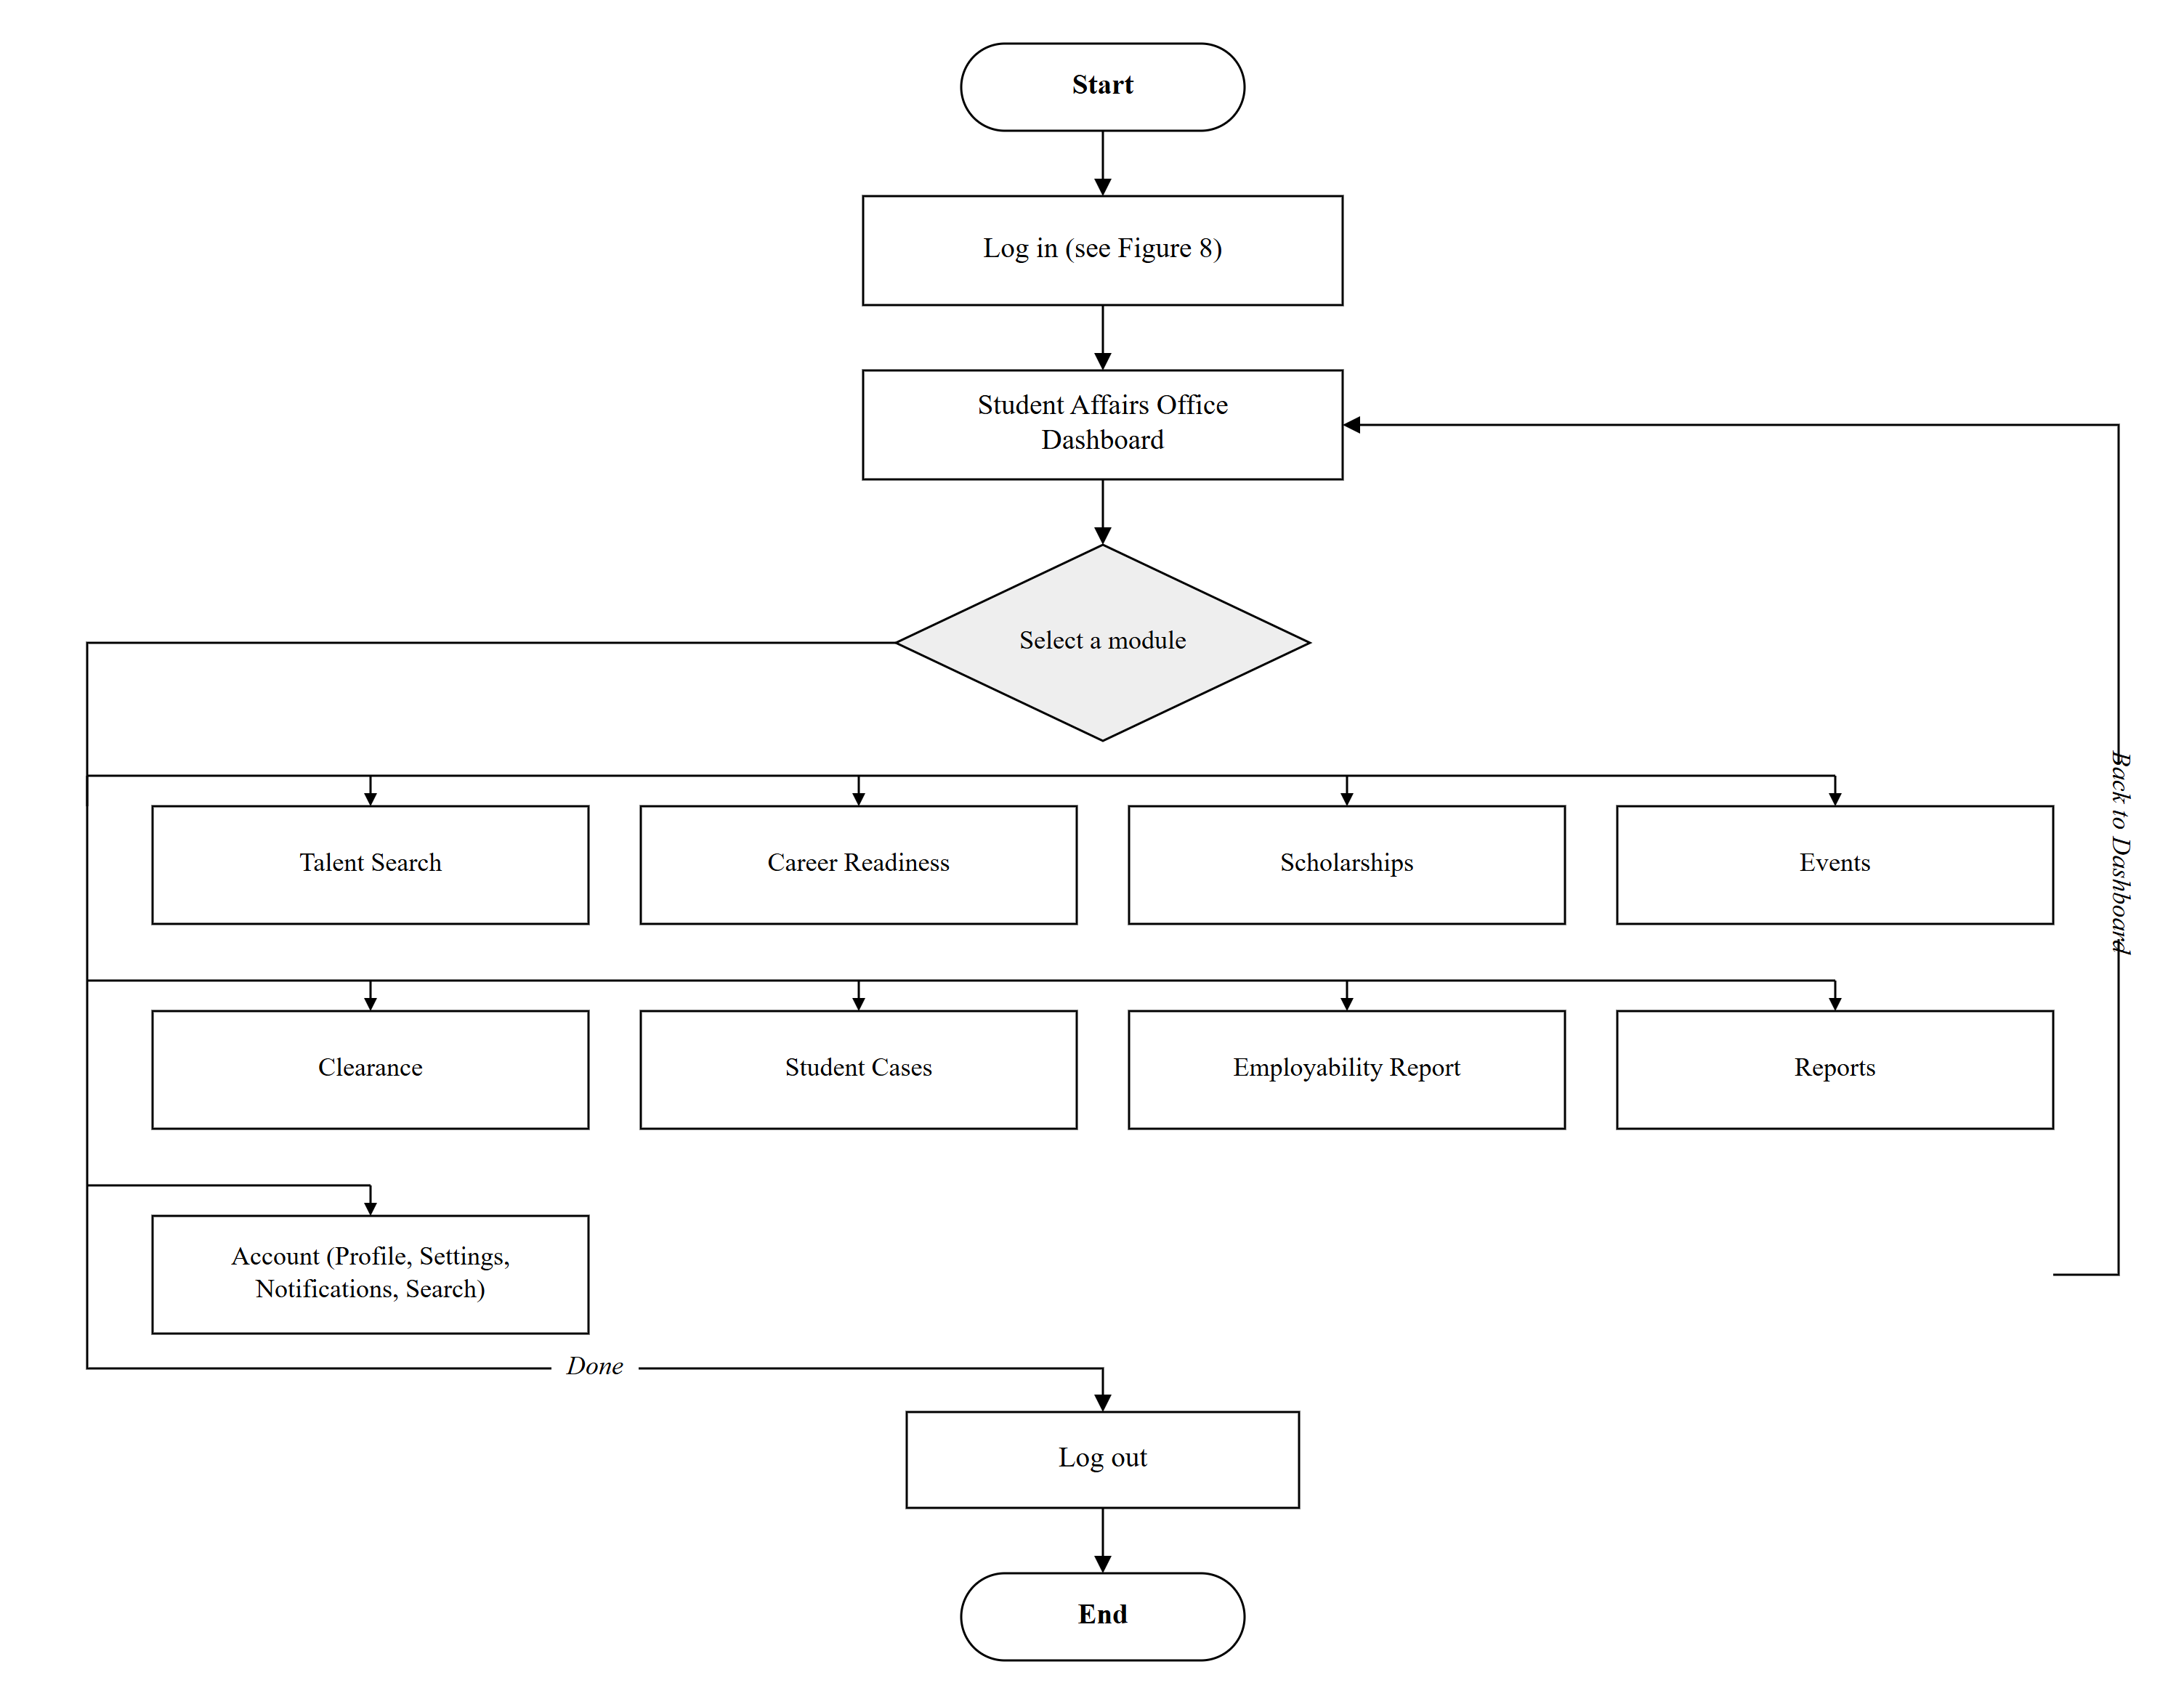 Start
Log in (see Figure 8)
Student Affairs Office
Dashboard
Select a module
Talent Search
Career Readiness
Scholarships
Events
Back to Dashboard
Clearance
Student Cases
Employability Report
Reports
Account (Profile, Settings,
Notifications, Search)
Done
Log out
End